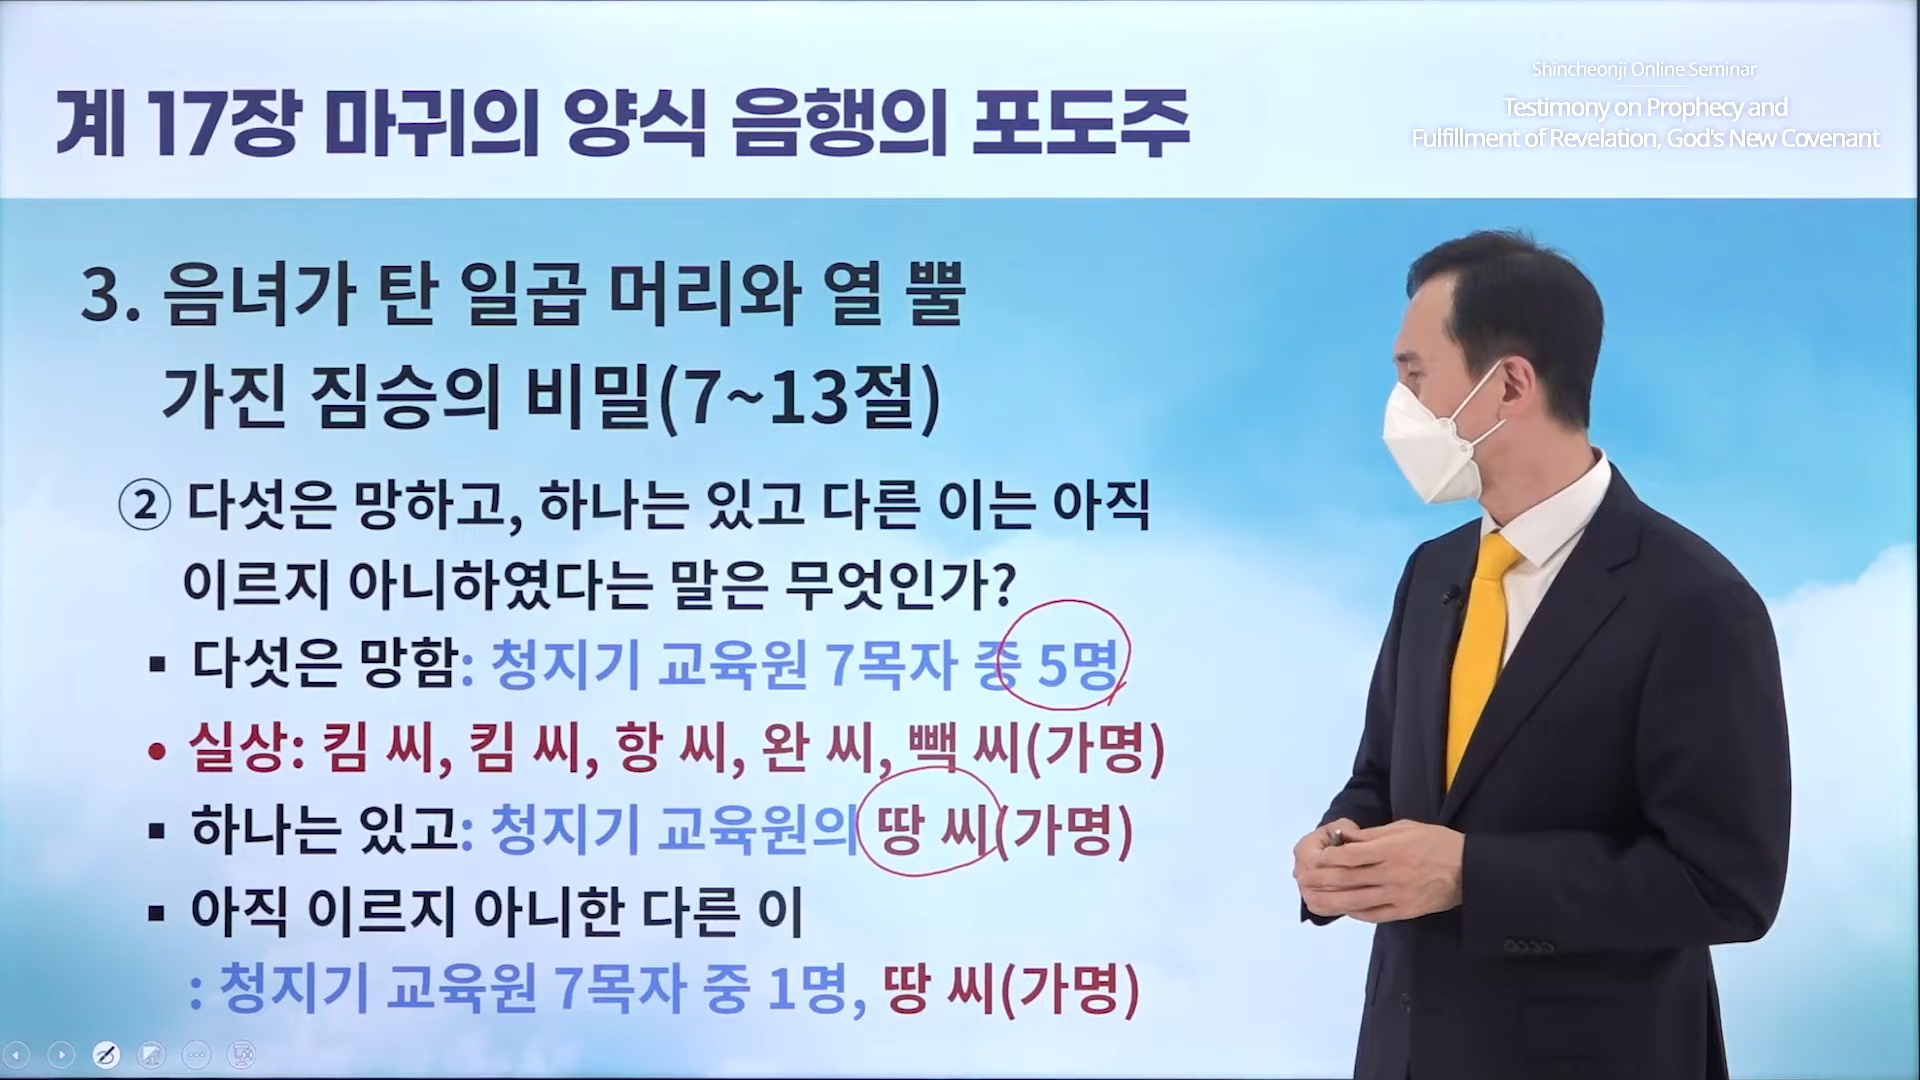 계 17장 마귀의 양식 음행의 포도주
Shincheonji Online Seminar
Testimony on Prophecy and
Fulfillment of Revelation, God's New Covenant
3. 음녀가 탄 일곱 머리와 열 뿔
가진 짐승의 비밀(7~13절)
② 다섯은 망하고, 하나는 있고 다른 이는 아직
이르지 아니하였다는 말은 무엇인가?
▪ 다섯은 망함: 청지기 교육원 7목자 중 5명
• 실상: 킴 씨, 킴 씨, 항 씨, 완 씨, 빽 씨(가명)
▪ 하나는 있고: 청지기 교육원의 땅 씨(가명)
▪ 아직 이르지 아니한 다른 이
: 청지기 교육원 7목자 중 1명, 땅 씨(가명)